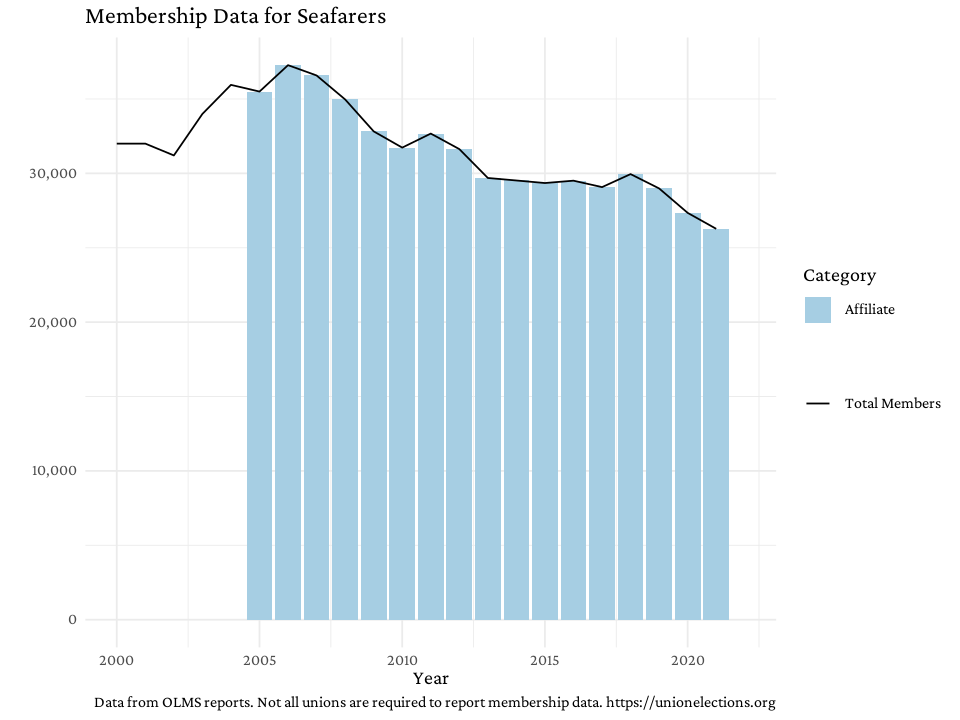 Membership Data for Seafarers
30,000
20,000
10,000
0
2000 2005 2010 2015 2020
Year
Category
Affiliate
Total Members
Data from OLMS reports. Not all unions are required to report membership data. https://unionelections.org